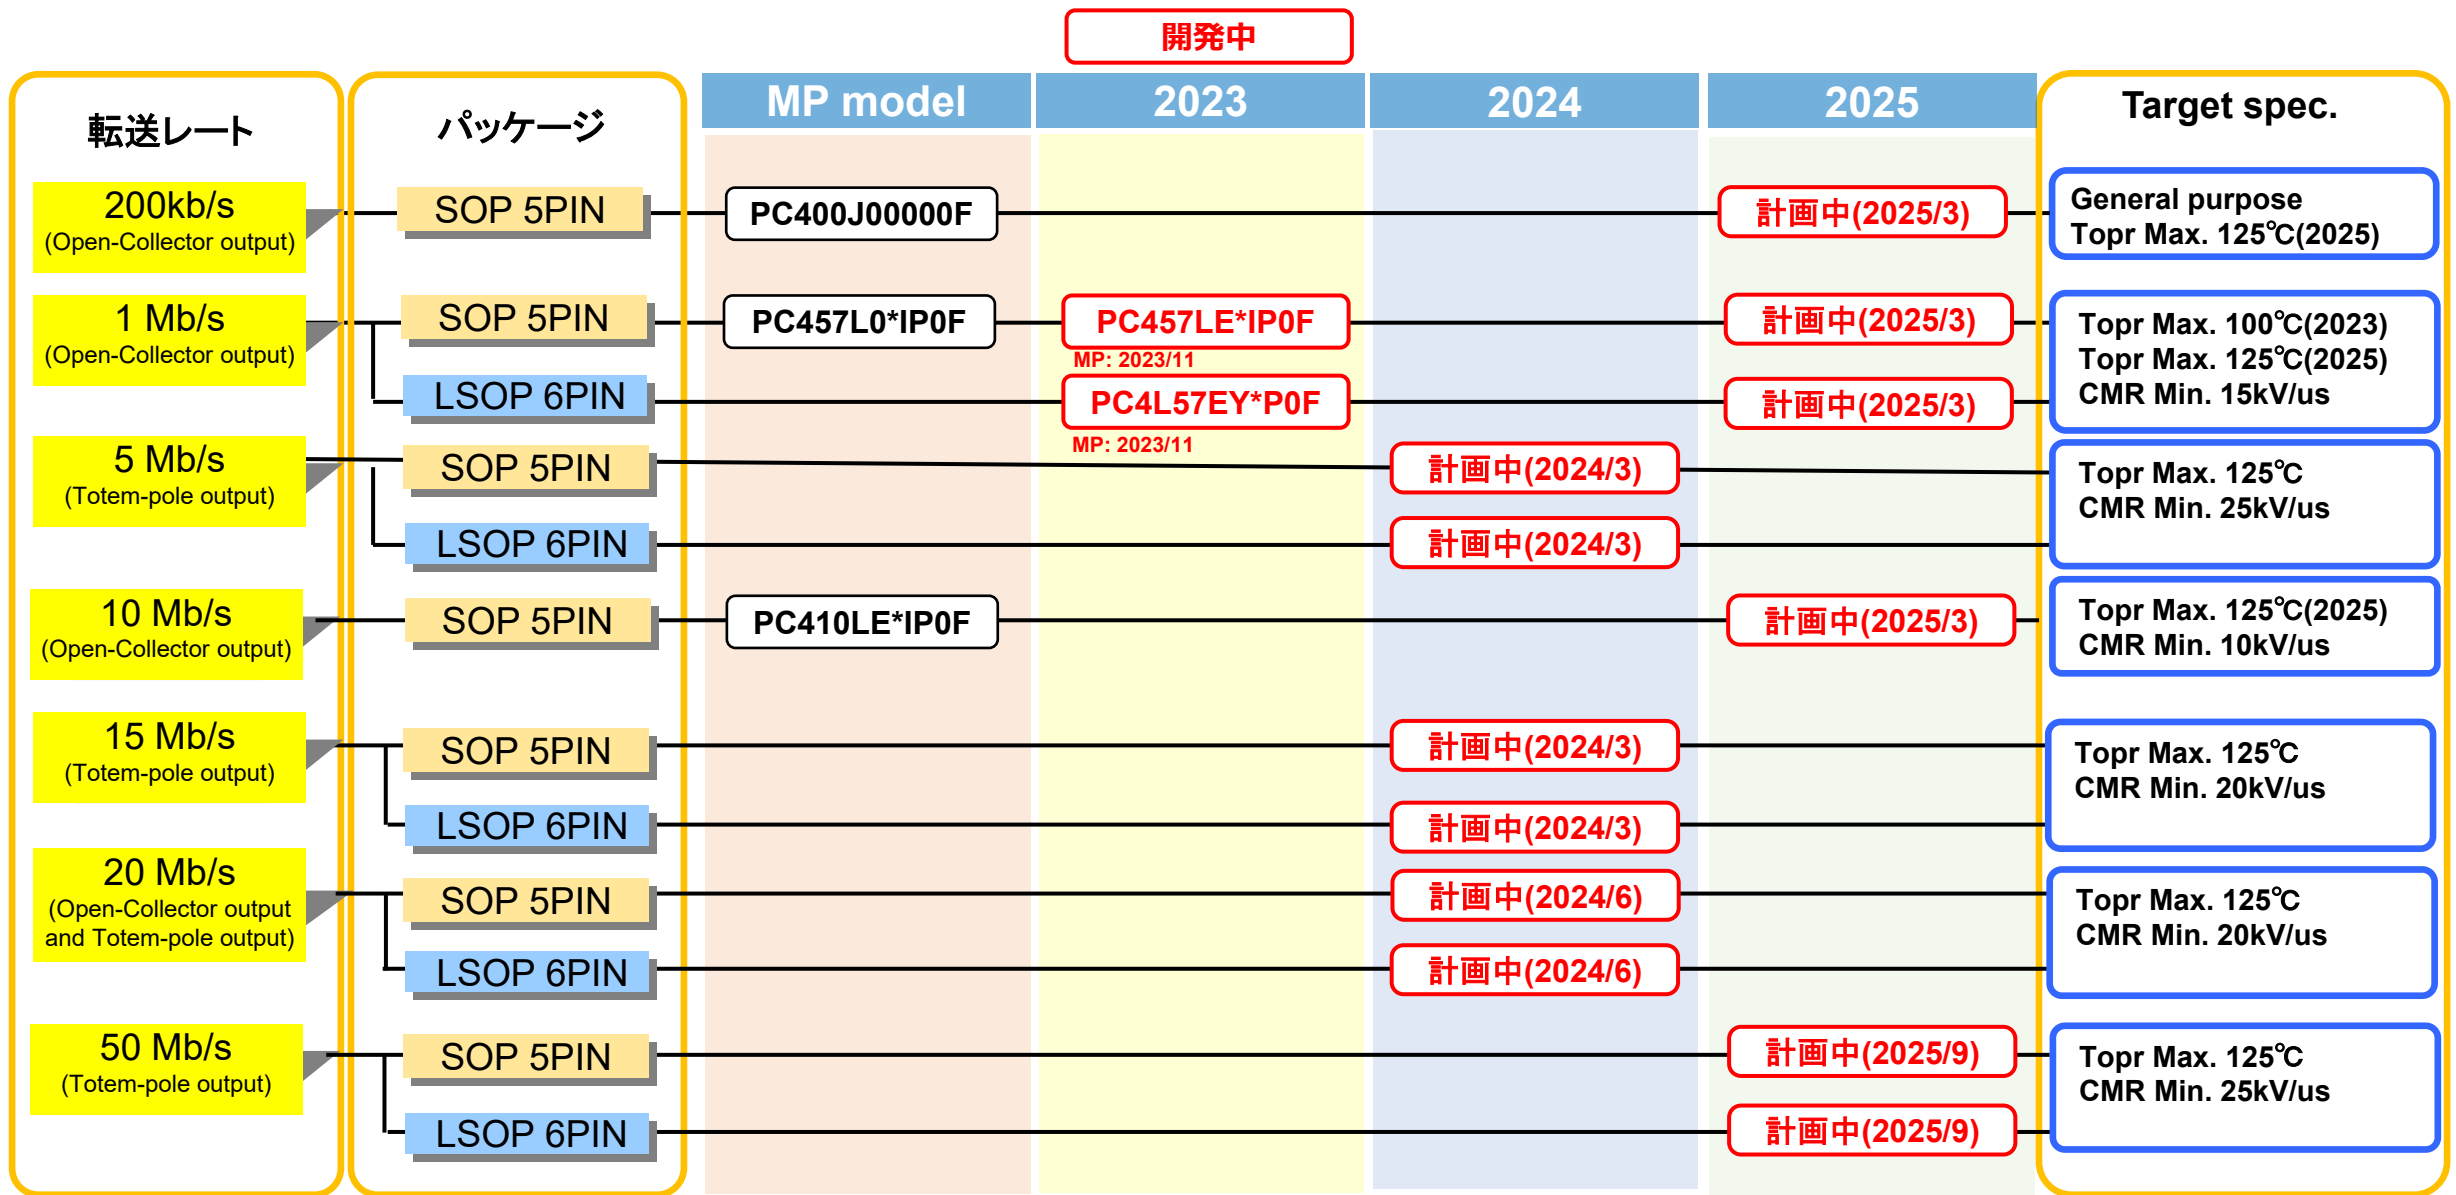 開発中
転送レート
パッケージ
MP model
2023
2024
2025
Target spec.
200kb/s
(Open-Collector output)
SOP 5PIN
PC400J00000F
計画中(2025/3)
General purpose
Topr Max. 125℃(2025)
1 Mb/s
(Open-Collector output)
SOP 5PIN
PC457L0*IP0F
PC457LE*IP0F
MP: 2023/11
計画中(2025/3)
LSOP 6PIN
PC4L57EY*P0F
MP: 2023/11
計画中(2025/3)
Topr Max. 100℃(2023)
Topr Max. 125℃(2025)
CMR Min. 15kV/us
5 Mb/s
(Totem-pole output)
SOP 5PIN
計画中(2024/3)
LSOP 6PIN
計画中(2024/3)
Topr Max. 125℃
CMR Min. 25kV/us
10 Mb/s
(Open-Collector output)
SOP 5PIN
PC410LE*IP0F
計画中(2025/3)
Topr Max. 125℃(2025)
CMR Min. 10kV/us
15 Mb/s
(Totem-pole output)
SOP 5PIN
計画中(2024/3)
LSOP 6PIN
計画中(2024/3)
Topr Max. 125℃
CMR Min. 20kV/us
20 Mb/s
(Open-Collector output
and Totem-pole output)
SOP 5PIN
計画中(2024/6)
LSOP 6PIN
計画中(2024/6)
Topr Max. 125℃
CMR Min. 20kV/us
50 Mb/s
(Totem-pole output)
SOP 5PIN
計画中(2025/9)
LSOP 6PIN
計画中(2025/9)
Topr Max. 125℃
CMR Min. 25kV/us